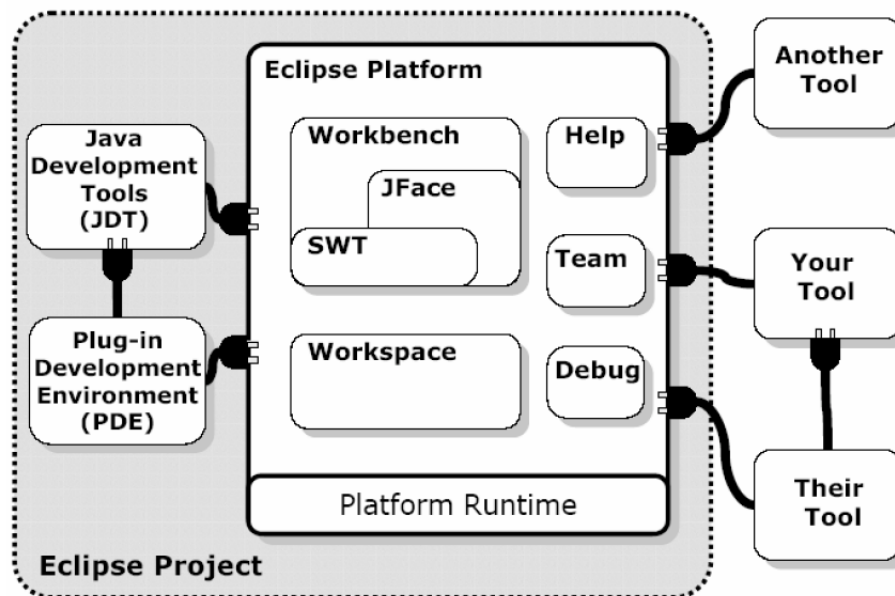 Eclipse Platform
Another
Tool
Workbench
Help
JFace
Java
Development
Tools
(JDT)
SWT
Team
Your
Tool
Plug-in
Development
Environment
(PDE)
Workspace
Debug
Their
Tool
Platform Runtime
Eclipse Project